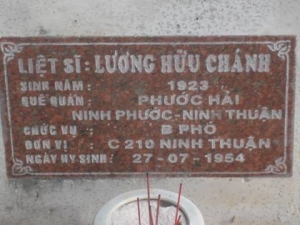 LIỆT SĨ: LƯƠNG HỮU CHÁNH
SINH NĂM : 1923
QUÊ QUÁN : PHƯỚC HẢI
NINH PHƯỚC-NINH THUẬN
CHỨC VỤ : B PHÓ
ĐƠN VỊ : C 210 NINH THUẬN
NGÀY HY SINH: 27-07-1954